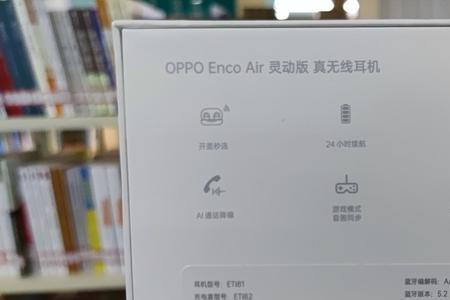 OPPO Enco Air 灵动版 真无线耳机
开盖秒连
24 小时续航
AI 通话降噪
游戏模式
音画同步
耳机型号: ETI81
充电盒型号: ETI82
蓝牙编解码: A
蓝牙版本: 5.2